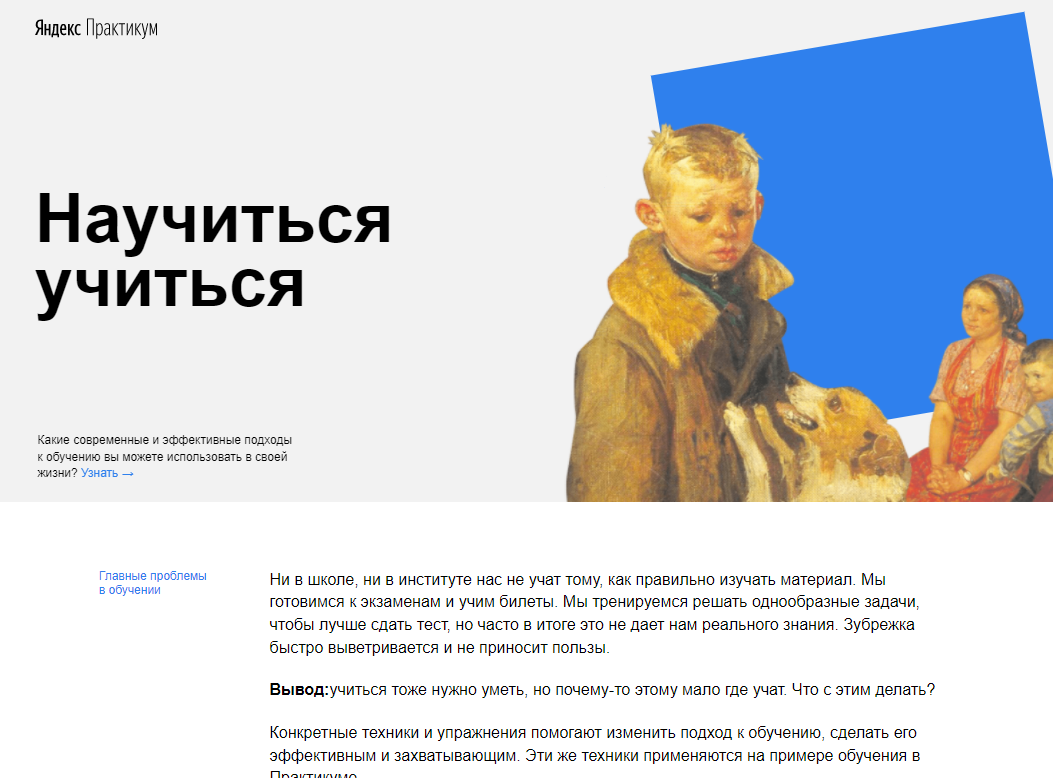 Яндекс Практикум
Научиться
учиться
Какие современные и эффективные подходы
к обучению вы можете использовать в своей
жизни? Узнать →
Главные проблемы
в обучении
Ни в школе, ни в институте нас не учат тому, как правильно изучать материал. Мы
готовимся к экзаменам и учим билеты. Мы тренируемся решать однообразные задачи,
чтобы лучше сдать тест, но часто в итоге это не дает нам реального знания. Зубрежка
быстро выветривается и не приносит пользы.
Вывод:учиться тоже нужно уметь, но почему-то этому мало где учат. Что с этим делать?
Конкретные техники и упражнения помогают изменить подход к обучению, сделать его
эффективным и захватывающим. Эти же техники применяются на примере обучения в
Практикуме